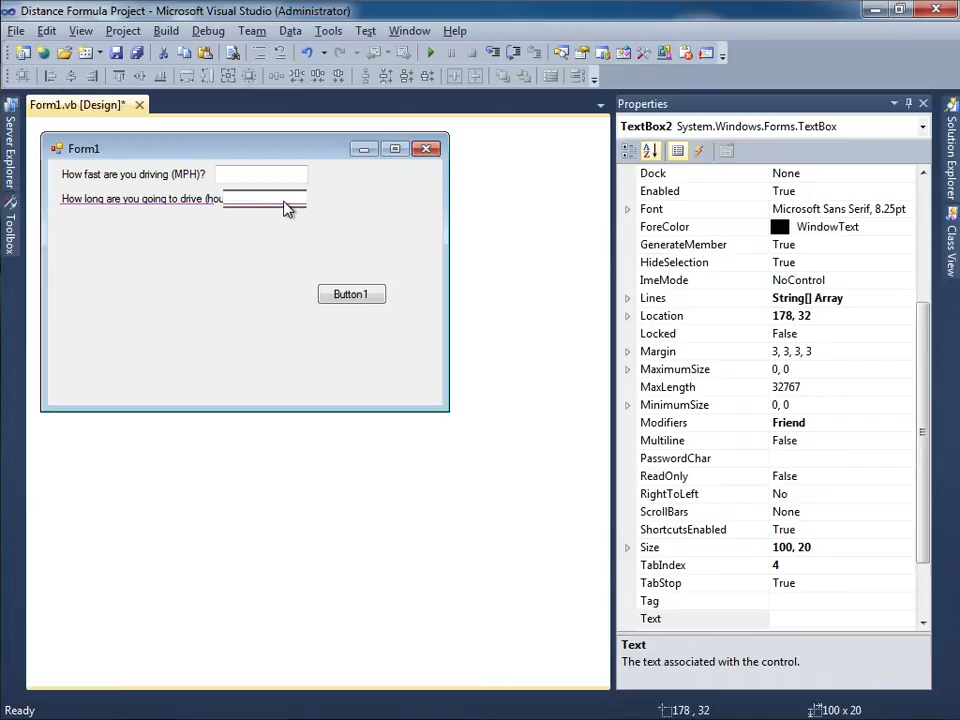 Distance Formula Project - Microsoft Visual Studio (Administrator)
File Edit View Project Build Debug Team Data Tools Test Window Help
Form1.vb [Design]*
Server Explorer
Toolbox
Form1
How fast are you driving (MPH)?
How long are you going to drive (hou
Button1
Properties
TextBox2 System.Windows.Forms.TextBox
Dock None
Enabled True
Font Microsoft Sans Serif, 8.25pt
ForeColor WindowText
GenerateMember True
HideSelection True
ImeMode NoControl
Lines String[] Array
Location 178, 32
Locked False
Margin 3, 3, 3, 3
MaximumSize 0, 0
MaxLength 32767
MinimumSize 0, 0
Modifiers Friend
Multiline False
PasswordChar
ReadOnly False
RightToLeft No
ScrollBars None
ShortcutsEnabled True
Size 100, 20
TabIndex 4
TabStop True
Tag
Text
Text
The text associated with the control.
Solution Explorer
Class View
Ready
178 , 32
100 x 20